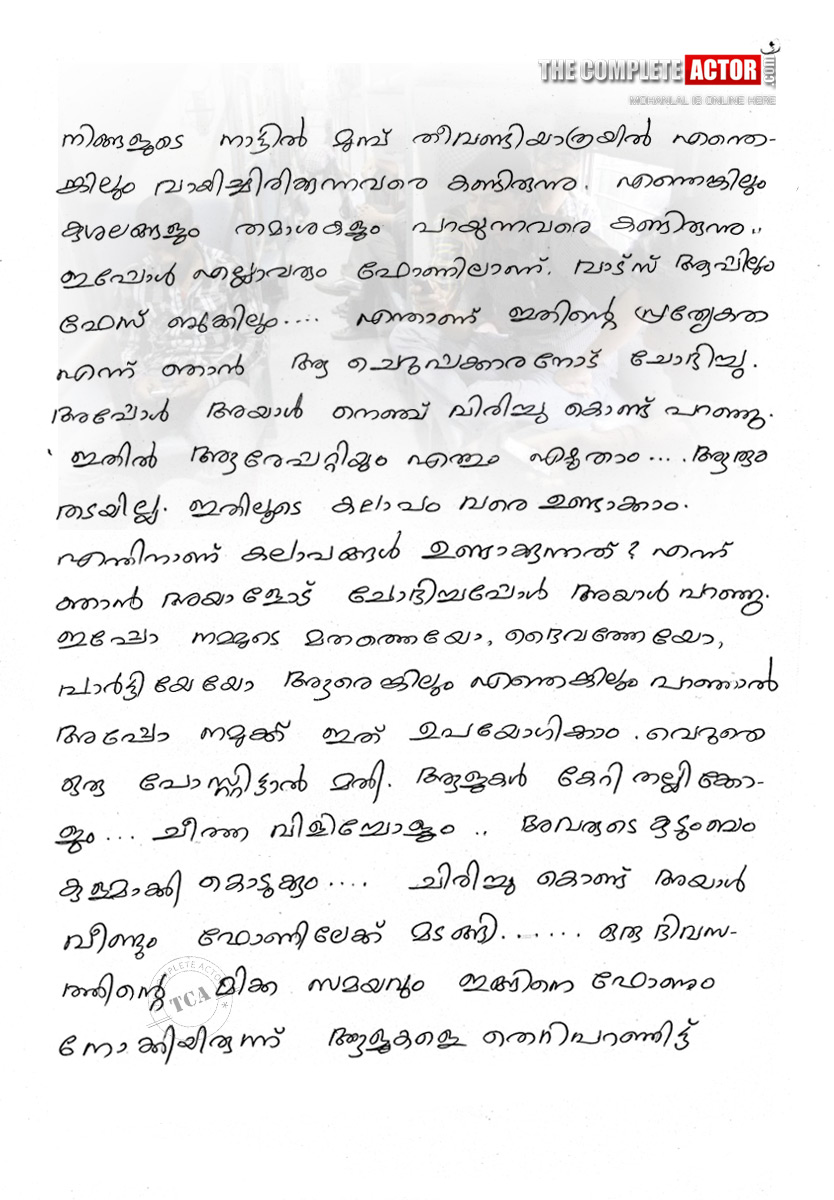 THE COMPLETE ACTOR .com
MOHANLAL IS ONLINE HERE
നിങ്ങളുടെ നാട്ടിൽ മുമ്പ് തീവണ്ടിയാത്രയിൽ എന്തെ-
ങ്കിലും വായിച്ചിരിക്കുന്നവരെ കണ്ടിരുന്നു. എന്തെങ്കിലും
കുശലങ്ങളും തമാശകളും പറയുന്നവരെ കണ്ടിരുന്നു..
ഇപ്പോൾ എല്ലാവരും ഫോണിലാണ്. വാട്സ് ആപ്പിലും
ഫേസ് ബുക്കിലും.... എന്താണ് ഇതിന്റെ പ്രത്യേകത
എന്ന് ഞാൻ ആ ചെറുപ്പക്കാരനോട് ചോദിച്ചു.
അപ്പോൾ അയാൾ നെഞ്ച് വിരിച്ചു കൊണ്ട് പറഞ്ഞു.
' ഇതിൽ ആരേപ്പറ്റിയും എന്തും എഴുതാം.... ആരും
തടയില്ല. ഇതിലൂടെ കലാപം വരെ ഉണ്ടാക്കാം.
എന്തിനാണ് കലാപങ്ങൾ ഉണ്ടാക്കുന്നത്? എന്ന്
ഞാൻ അയാളോട് ചോദിച്ചപ്പോൾ അയാൾ പറഞ്ഞു.
ഇപ്പോ നമ്മുടെ മതത്തെയോ, ദൈവത്തേയോ,
പാർട്ടിയേയോ ആരെങ്കിലും എന്തെങ്കിലും പറഞ്ഞാൽ
അപ്പോ നമുക്ക് ഇത് ഉപയോഗിക്കാം. വെറുതെ
ഒരു പോസ്റ്റിട്ടാൽ മതി. ആളുകൾ കേറി തല്ലിക്കോ-
ളും... ചീത്ത വിളിച്ചോളും .. അവരുടെ കുടുംബം
കുളമാക്കി കൊടുക്കും.... ചിരിച്ചു കൊണ്ട് അയാൾ
വീണ്ടും ഫോണിലേക്ക് മടങ്ങി....... ഒരു ദിവസ-
ത്തിന്റെ മിക്ക സമയവും ഇങ്ങിനെ ഫോണും
നോക്കിയിരുന്ന് ആളുകളെ തെറിപറഞ്ഞിട്ട്
COMPLETE ACTOR
TCA